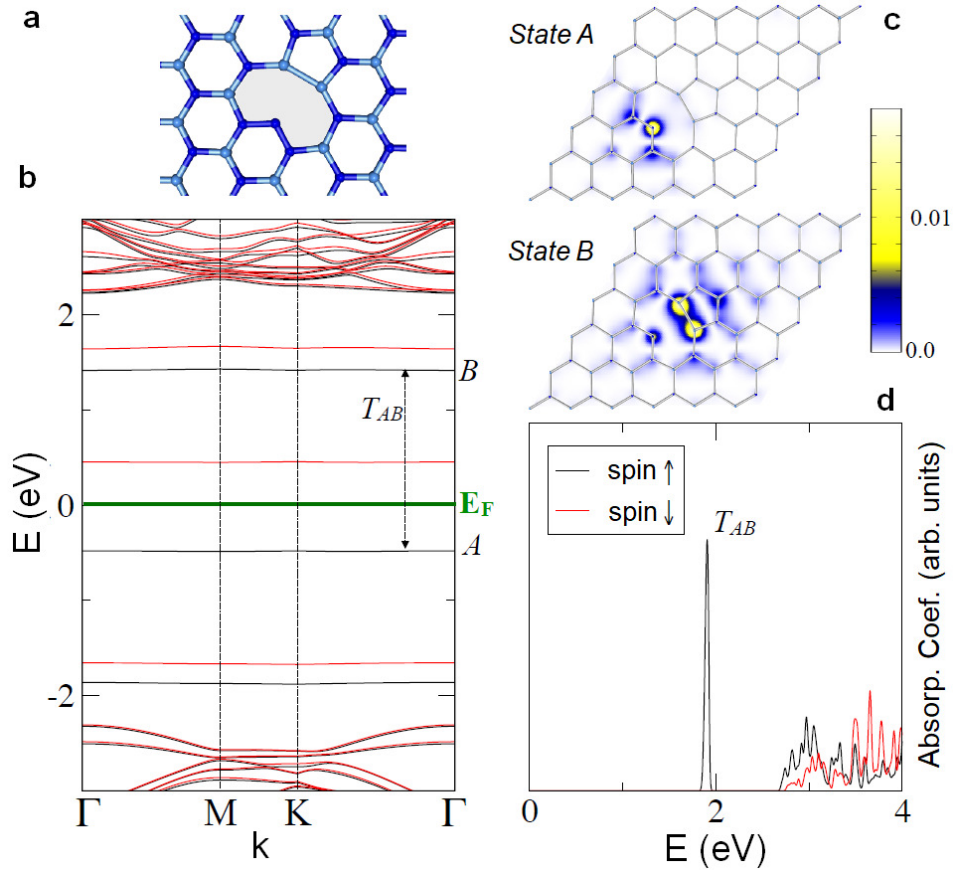 a
b
2
0
-2
E (eV)
B
T_AB
E_F
A
Γ
M
K
Γ
k
State A
c
0.01
0.0
State B
d
spin ↑
spin ↓
T_AB
Absorp. Coef. (arb. units)
0
2
4
E (eV)